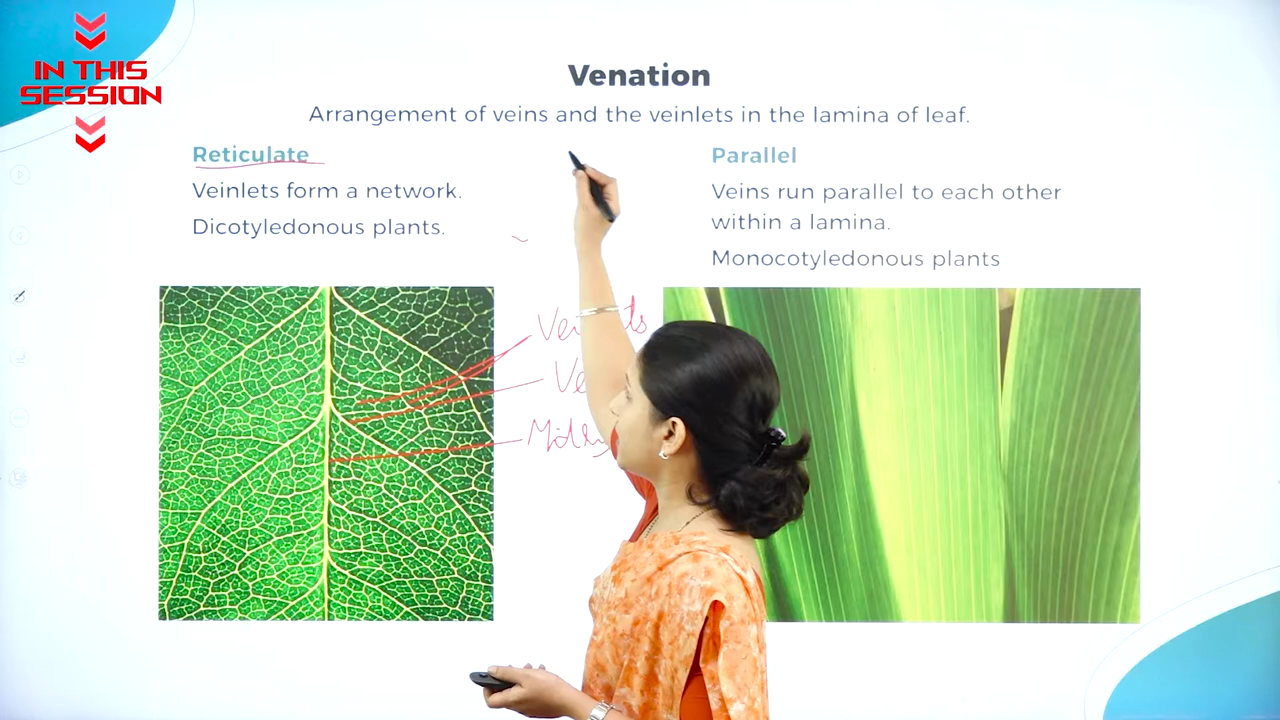 IN THIS
SESSION
Venation
Arrangement of veins and the veinlets in the lamina of leaf.
Reticulate
Veinlets form a network.
Dicotyledonous plants.
Parallel
Veins run parallel to each other
within a lamina.
Monocotyledonous plants